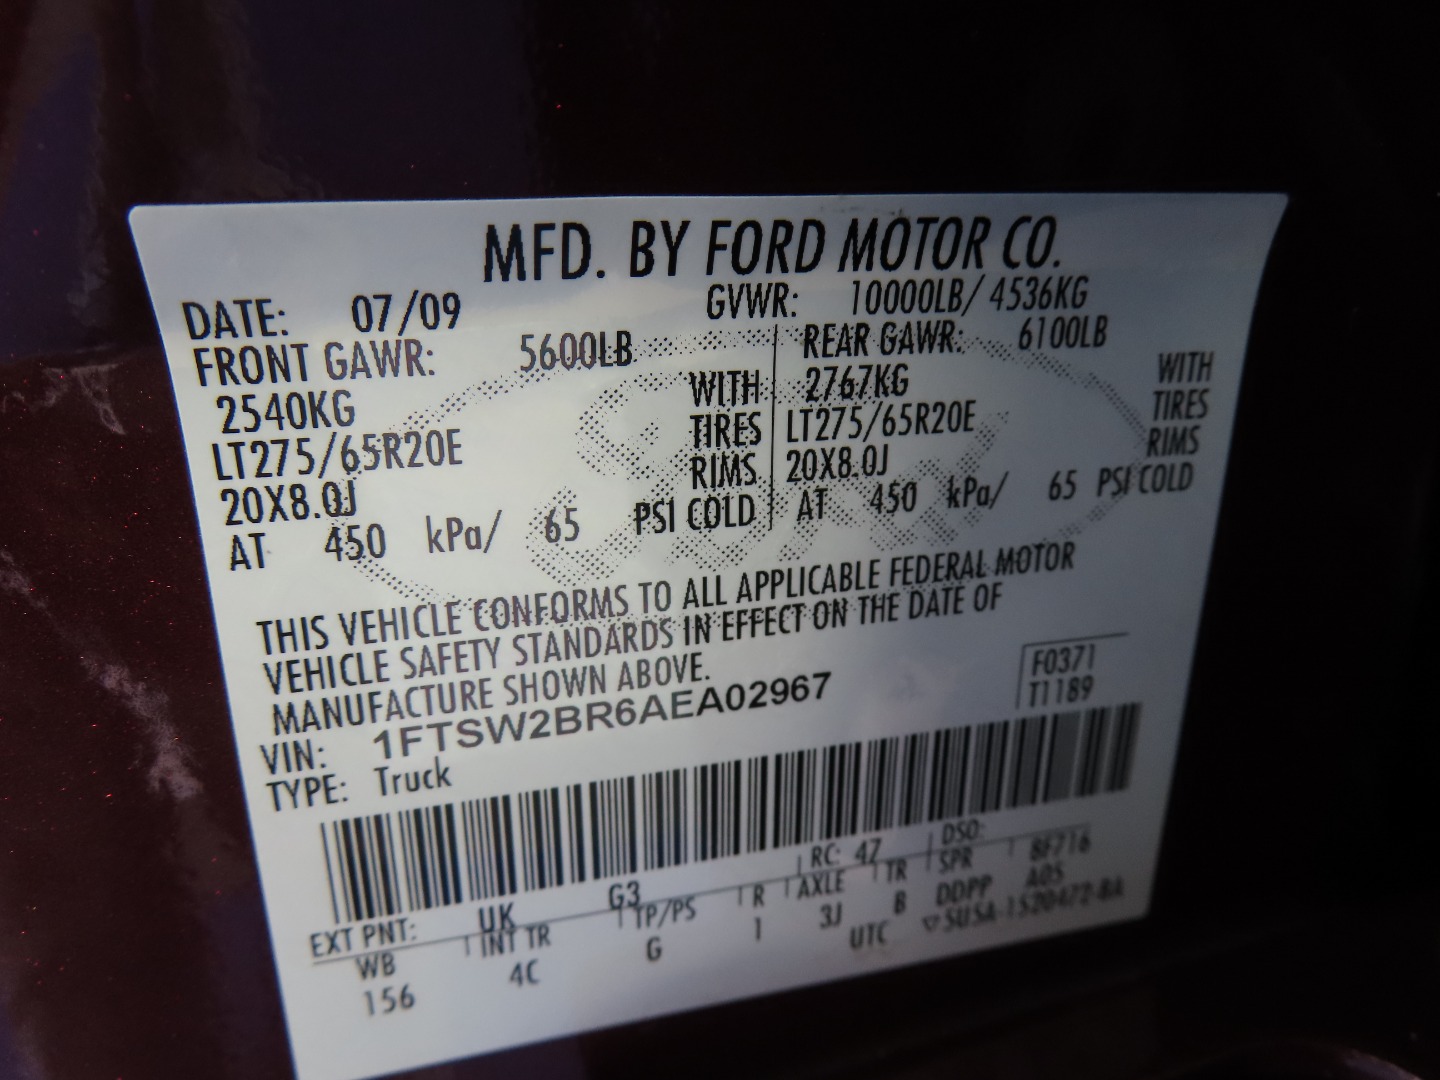 MFD. BY FORD MOTOR CO.
DATE: 07/09 GVWR: 10000LB/ 4536KG
FRONT GAWR: 5600LB REAR GAWR: 6100LB
2540KG WITH 2767KG WITH
LT275/65R20E TIRES LT275/65R20E TIRES
20X8.0J RIMS 20X8.0J RIMS
AT 450 kPa/ 65 PSI COLD AT 450 kPa/ 65 PSI COLD
Ford
THIS VEHICLE CONFORMS TO ALL APPLICABLE FEDERAL MOTOR
VEHICLE SAFETY STANDARDS IN EFFECT ON THE DATE OF
MANUFACTURE SHOWN ABOVE.
F0371
VIN: 1FTSW2BR6AEA02967 T1189
TYPE: Truck
EXT PNT: UK G3 RC: 47 DSO:
WB INT TR TP/PS R AXLE TR SPR 8F716
156 4C G 1 3J B DDPP A05
UTC ▽SU5A-1520472-BA